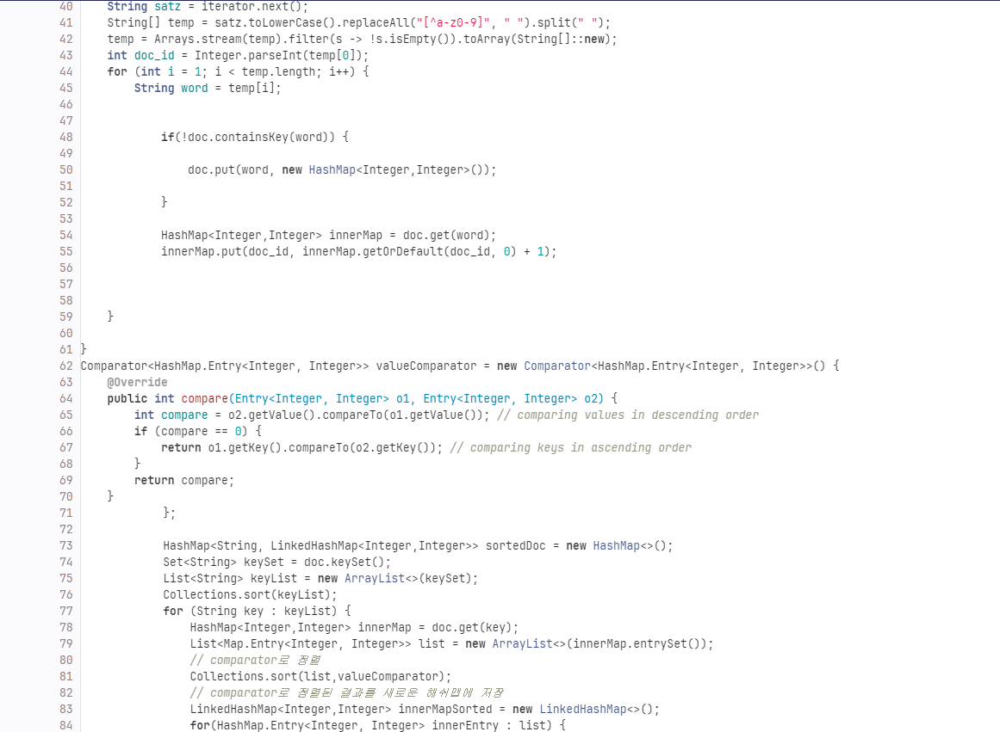 40 String satz = iterator.next();
41 String[] temp = satz.toLowerCase().replaceAll("[^a-z0-9]", " ").split(" ");
42 temp = Arrays.stream(temp).filter(s -> !s.isEmpty()).toArray(String[]::new);
43 int doc_id = Integer.parseInt(temp[0]);
44 for (int i = 1; i < temp.length; i++) {
45 String word = temp[i];
46
47
48 if(!doc.containsKey(word)) {
49
50 doc.put(word, new HashMap<Integer,Integer>());
51
52 }
53
54 HashMap<Integer,Integer> innerMap = doc.get(word);
55 innerMap.put(doc_id, innerMap.getOrDefault(doc_id, 0) + 1);
56
57
58
59 }
60
61 }
62 Comparator<HashMap.Entry<Integer, Integer>> valueComparator = new Comparator<HashMap.Entry<Integer, Integer>>() {
63 @Override
64 public int compare(Entry<Integer, Integer> o1, Entry<Integer, Integer> o2) {
65 int compare = o2.getValue().compareTo(o1.getValue()); // comparing values in descending order
66 if (compare == 0) {
67 return o1.getKey().compareTo(o2.getKey()); // comparing keys in ascending order
68 }
69 return compare;
70 }
71 };
72
73 HashMap<String, LinkedHashMap<Integer,Integer>> sortedDoc = new HashMap<>();
74 Set<String> keySet = doc.keySet();
75 List<String> keyList = new ArrayList<>(keySet);
76 Collections.sort(keyList);
77 for (String key : keyList) {
78 HashMap<Integer,Integer> innerMap = doc.get(key);
79 List<Map.Entry<Integer, Integer>> list = new ArrayList<>(innerMap.entrySet());
80 // comparator로 정렬
81 Collections.sort(list,valueComparator);
82 // comparator로 정렬된 결과를 새로운 해쉬맵에 저장
83 LinkedHashMap<Integer,Integer> innerMapSorted = new LinkedHashMap<>();
84 for(HashMap.Entry<Integer, Integer> innerEntry : list) {